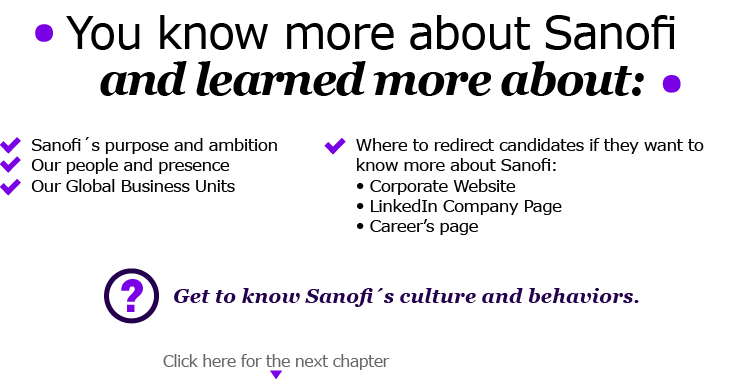 • You know more about Sanofi
and learned more about: •
Sanofi´s purpose and ambition
Our people and presence
Our Global Business Units
Where to redirect candidates if they want to
know more about Sanofi:
• Corporate Website
• LinkedIn Company Page
• Career’s page
?
Get to know Sanofi´s culture and behaviors.
Click here for the next chapter